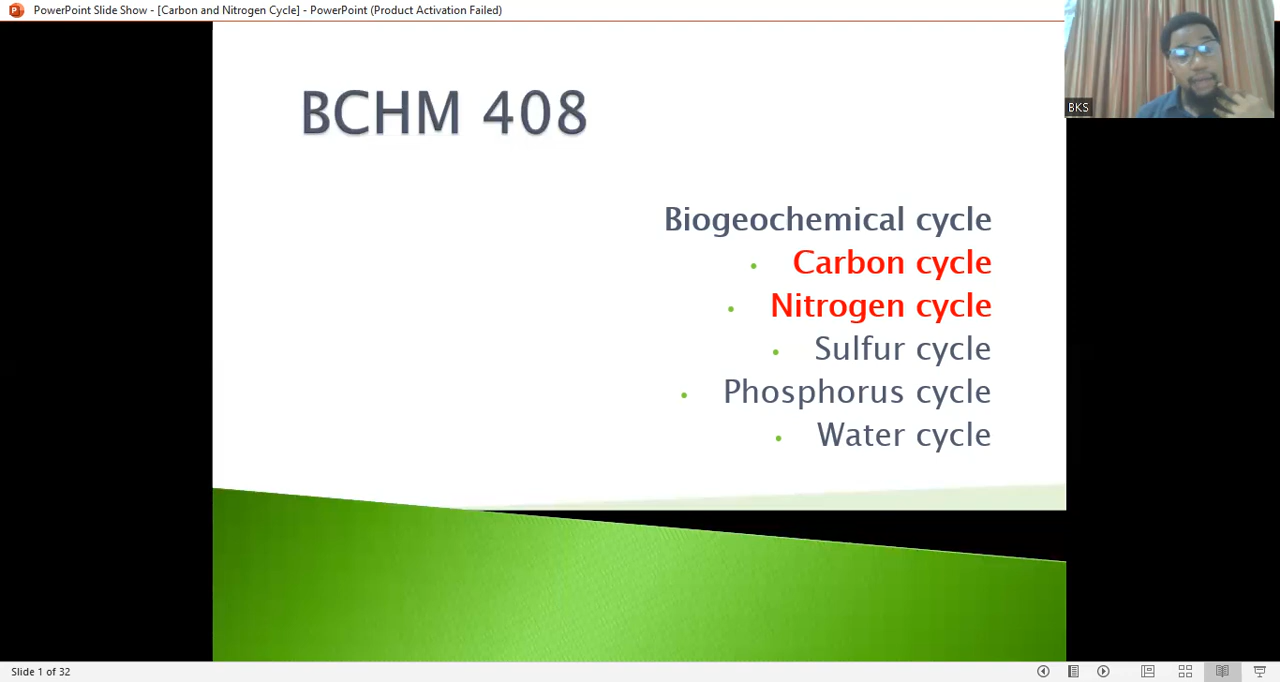 PowerPoint Slide Show - [Carbon and Nitrogen Cycle] - PowerPoint (Product Activation Failed)
BKS
BCHM 408
Biogeochemical cycle
• Carbon cycle
• Nitrogen cycle
• Sulfur cycle
• Phosphorus cycle
• Water cycle
Slide 1 of 32